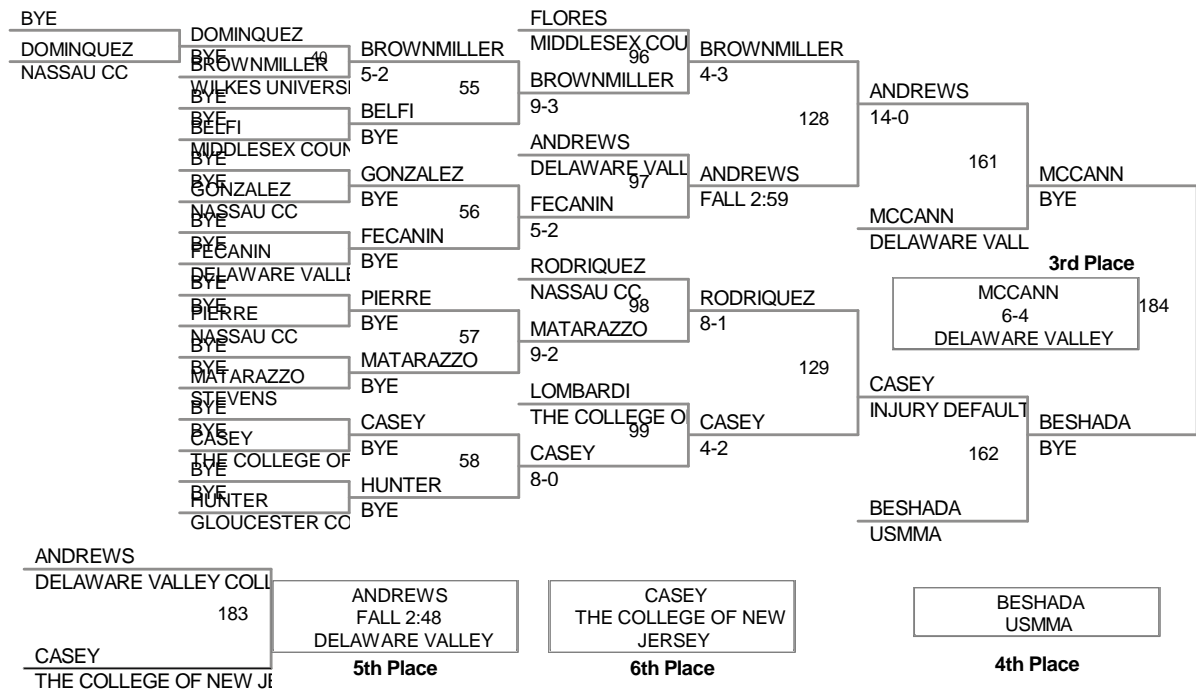 BYE
DOMINQUEZ
NASSAU CC
DOMINQUEZ
BYE
40
BROWNMILLER
WILKES UNIVERSI
BYE
BYE
BELFI
MIDDLESEX COUN
BYE
BYE
GONZALEZ
NASSAU CC
BYE
BYE
FECANIN
DELAWARE VALLE
BYE
BYE
PIERRE
NASSAU CC
BYE
BYE
MATARAZZO
STEVENS
BYE
BYE
CASEY
THE COLLEGE OF
BYE
BYE
HUNTER
GLOUCESTER CO
BROWNMILLER
5-2
55
BELFI
BYE
GONZALEZ
BYE
56
FECANIN
BYE
PIERRE
BYE
57
MATARAZZO
BYE
CASEY
BYE
58
HUNTER
BYE
FLORES
MIDDLESEX COU
96
BROWNMILLER
9-3
ANDREWS
DELAWARE VALL
97
FECANIN
5-2
RODRIQUEZ
NASSAU CC
98
MATARAZZO
9-2
LOMBARDI
THE COLLEGE O
99
CASEY
8-0
BROWNMILLER
4-3
128
ANDREWS
FALL 2:59
RODRIQUEZ
8-1
129
CASEY
4-2
ANDREWS
14-0
161
MCCANN
DELAWARE VALL
CASEY
INJURY DEFAULT
162
BESHADA
USMMA
MCCANN
BYE
3rd Place
MCCANN
6-4
DELAWARE VALLEY
184
BESHADA
BYE
ANDREWS
DELAWARE VALLEY COLL
183
CASEY
THE COLLEGE OF NEW JE
ANDREWS
FALL 2:48
DELAWARE VALLEY
5th Place
CASEY
THE COLLEGE OF NEW
JERSEY
6th Place
BESHADA
USMMA
4th Place